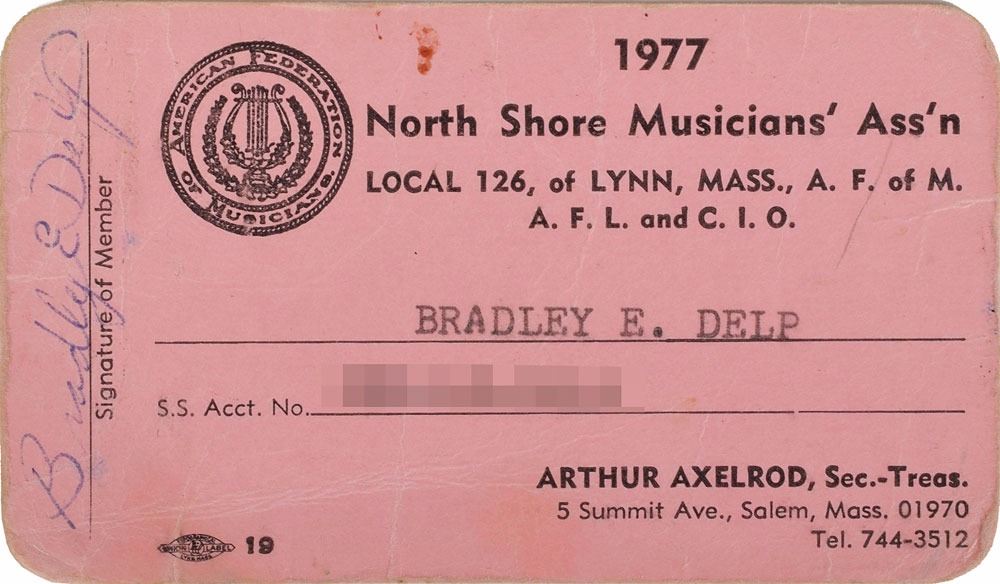 1977
AMERICAN FEDERATION OF MUSICIANS.
North Shore Musicians' Ass'n
LOCAL 126, of LYNN, MASS., A. F. of M.
A. F. L. and C. I. O.
BRADLEY E. DELP
S.S. Acct. No.
ARTHUR AXELROD, Sec.-Treas.
5 Summit Ave., Salem, Mass. 01970
Tel. 744-3512
LABEL 19
Bradley E Delp
Signature of Member